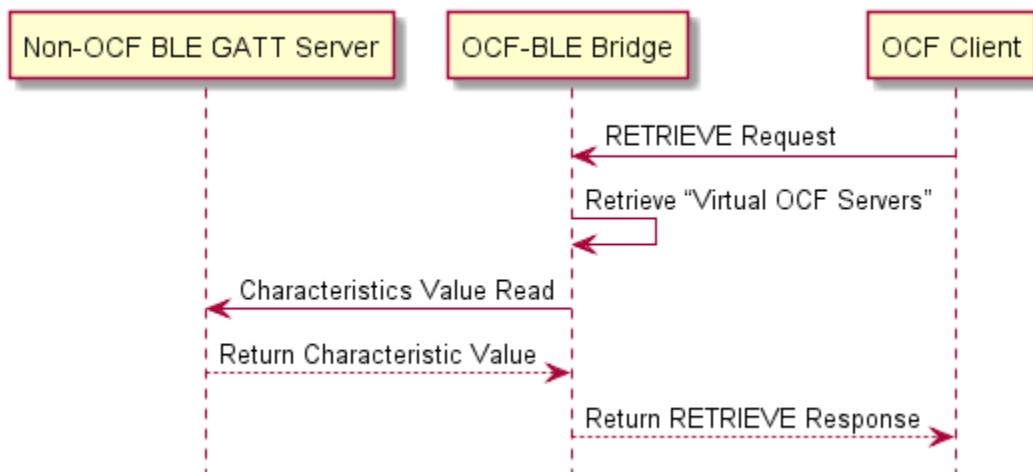 Non-OCF BLE GATT Server
OCF-BLE Bridge
OCF Client
RETRIEVE Request
Retrieve “Virtual OCF Servers”
Characteristics Value Read
Return Characteristic Value
Return RETRIEVE Response